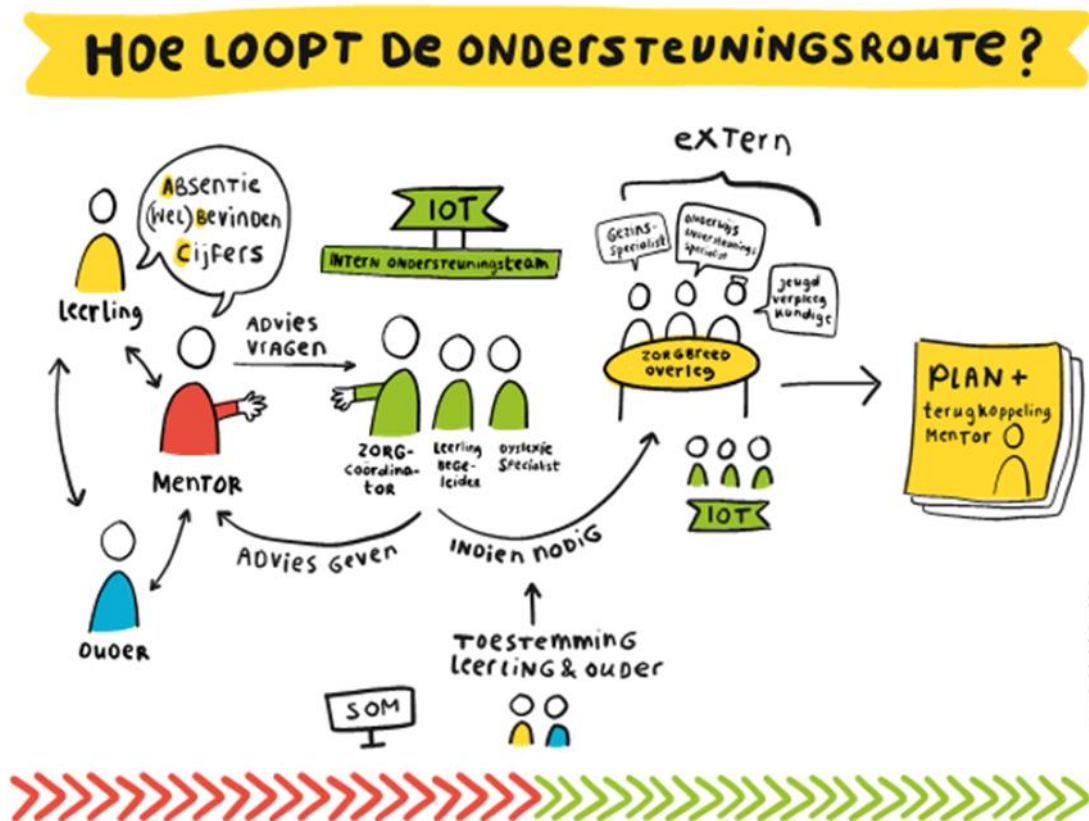 HOE LOOPT DE ONDERSTEUNINGSROUTE?
ABSENTIE
(WEL)BEVINDEN
CIJFERS
Leerling
MENTOR
OUDER
ADVIES
VRAGEN
IOT
INTERN ONDERSTEUNINGSTEAM
ZORG-
COÖRDINA-
TOR
Leerling
BEGE-
Leider
DYSLEXIE
SPECIALIST
ADVIES GEVEN
INDIEN NODIG
TOESTEMMING
Leerling & OUDER
SOM
EXTERN
GEZINS-
SPECIALIST
ONDERWIJS
ONDERSTEUNINGS
SPECIALIST
JEUGD
VERPLEEG
KUNDIGE
ZORGBREED
OVERLEG
IOT
PLAN +
terugkoppeling
MENTOR